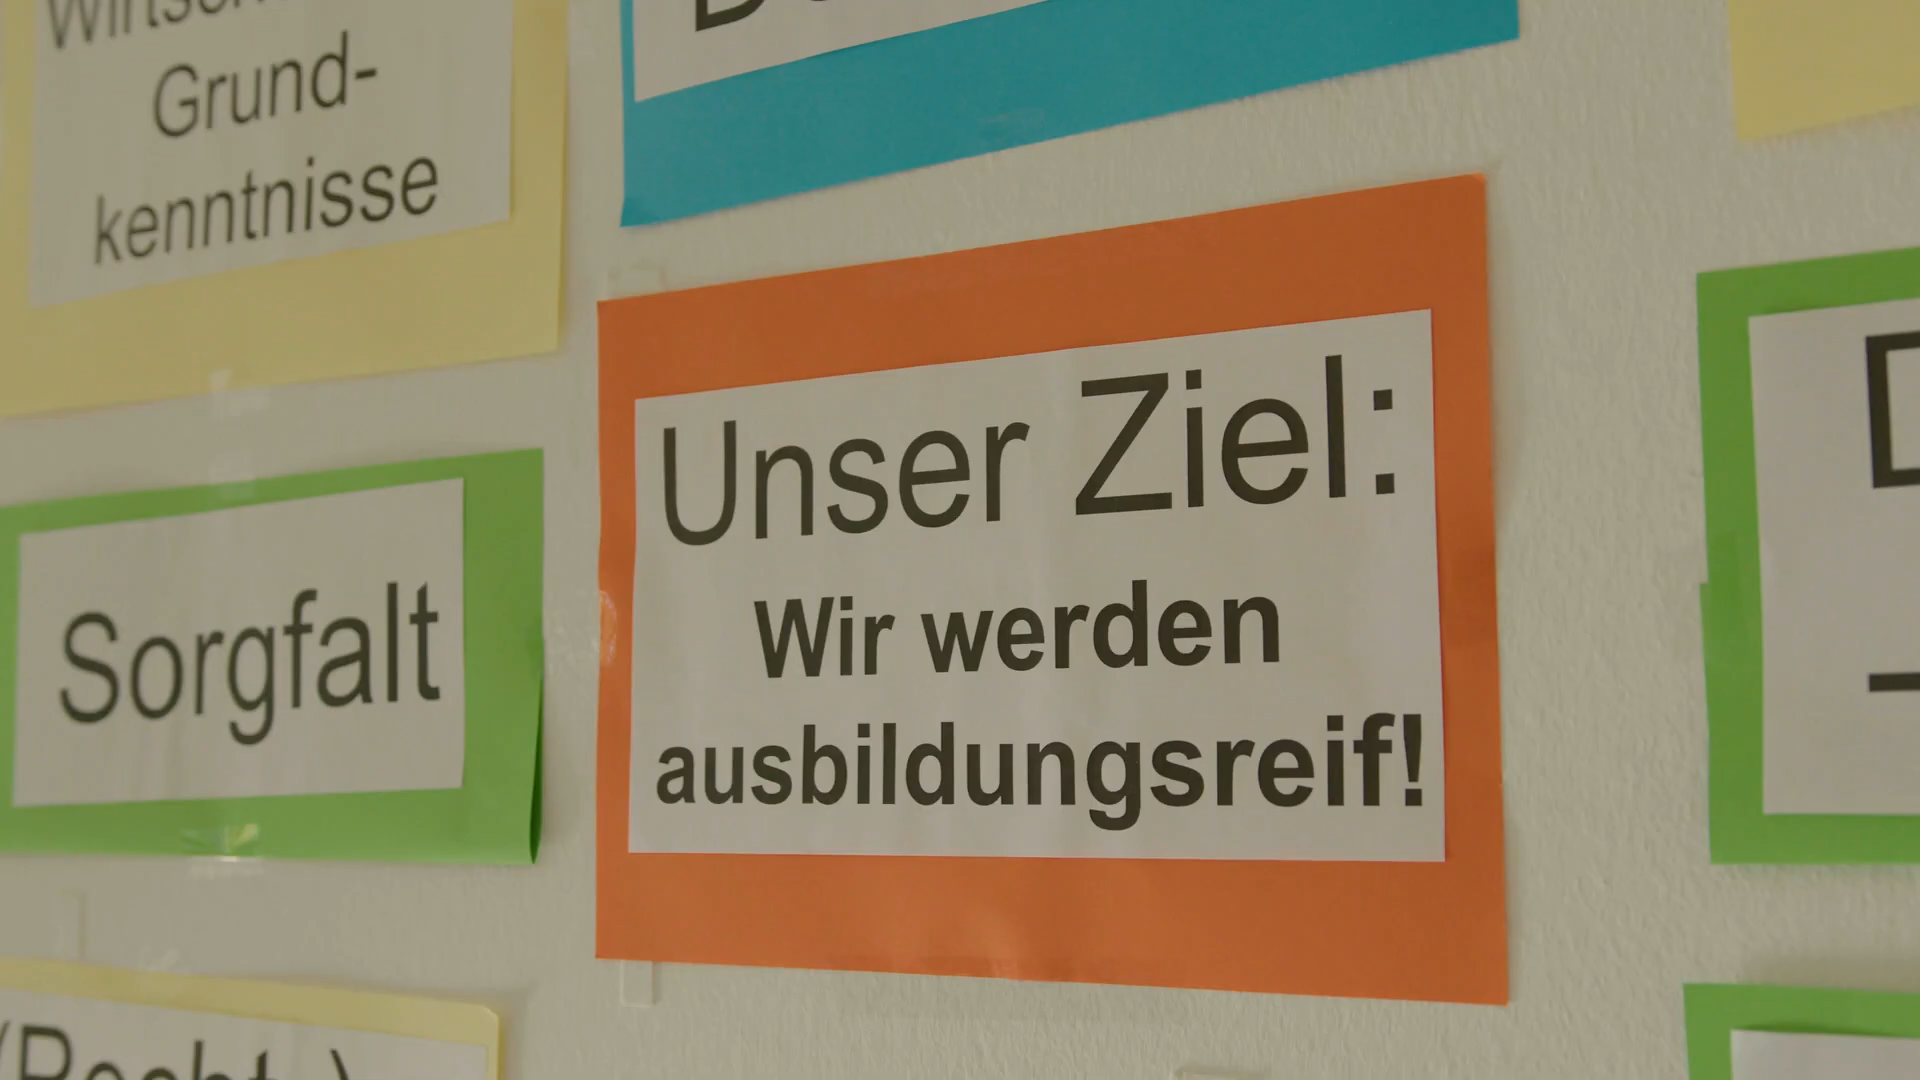 Grund-
kenntnisse
Sorgfalt
Unser Ziel:
Wir werden
ausbildungsreif!